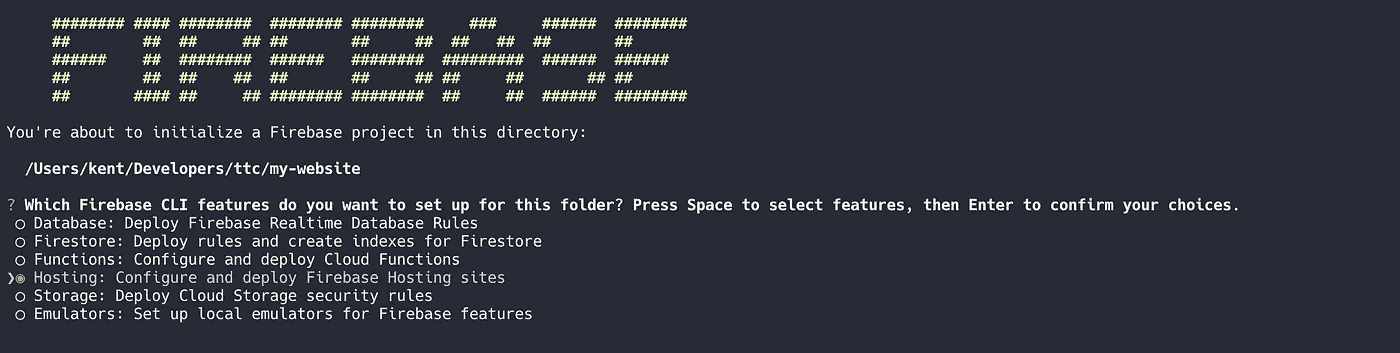 FIREBASE
You're about to initialize a Firebase project in this directory:
/Users/kent/Developers/ttc/my-website
? Which Firebase CLI features do you want to set up for this folder? Press Space to select features, then Enter to confirm your choices.
◯ Database: Deploy Firebase Realtime Database Rules
◯ Firestore: Deploy rules and create indexes for Firestore
◯ Functions: Configure and deploy Cloud Functions
❯◉ Hosting: Configure and deploy Firebase Hosting sites
◯ Storage: Deploy Cloud Storage security rules
◯ Emulators: Set up local emulators for Firebase features